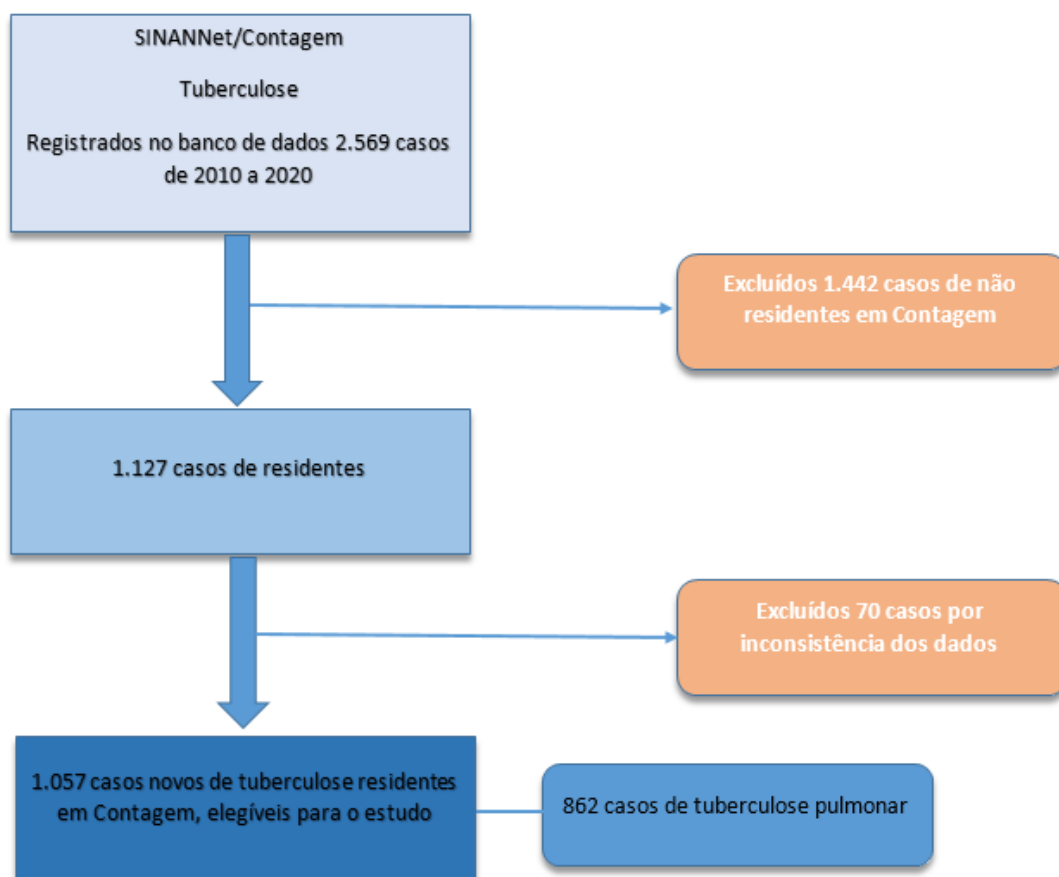 SINANNet/Contagem
Tuberculose
Registrados no banco de dados 2.569 casos
de 2010 a 2020
Excluídos 1.442 casos de não
residentes em Contagem
1.127 casos de residentes
Excluídos 70 casos por
inconsistência dos dados
1.057 casos novos de tuberculose residentes
em Contagem, elegíveis para o estudo
862 casos de tuberculose pulmonar